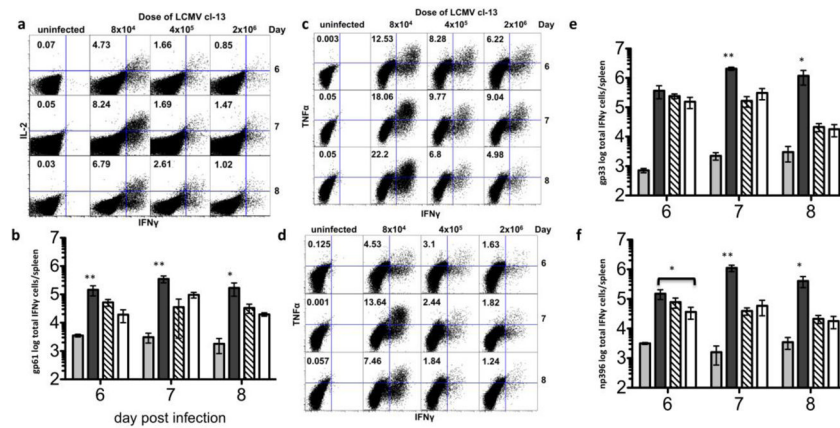 a
Dose of LCMV cl-13
uninfected 8x10⁴ 4x10⁵ 2x10⁶ Day
0.07 4.73 1.66 0.85
6
0.05 8.24 1.69 1.47
7
0.03 6.79 2.61 1.02
8
IL-2
IFNγ
b
gp61 log total IFNγ cells/spleen
7
6
5
4
3
2
** ** *
6 7 8
day post infection
c
Dose of LCMV cl-13
uninfected 8x10⁴ 4x10⁵ 2x10⁶ Day
0.003 12.53 8.28 6.22
6
0.05 18.06 9.77 9.04
7
0.05 22.2 6.8 4.98
8
TNFα
IFNγ
d
uninfected 8x10⁴ 4x10⁵ 2x10⁶
0.125 4.53 3.1 1.63
6
0.001 13.64 2.44 1.82
7
0.057 7.46 1.84 1.24
8
TNFα
IFNγ
e
gp33 log total IFNγ cells/spleen
7
6
5
4
3
2
** *
6 7 8
f
np396 log total IFNγ cells/spleen
7
6
5
4
3
2
* ** *
6 7 8